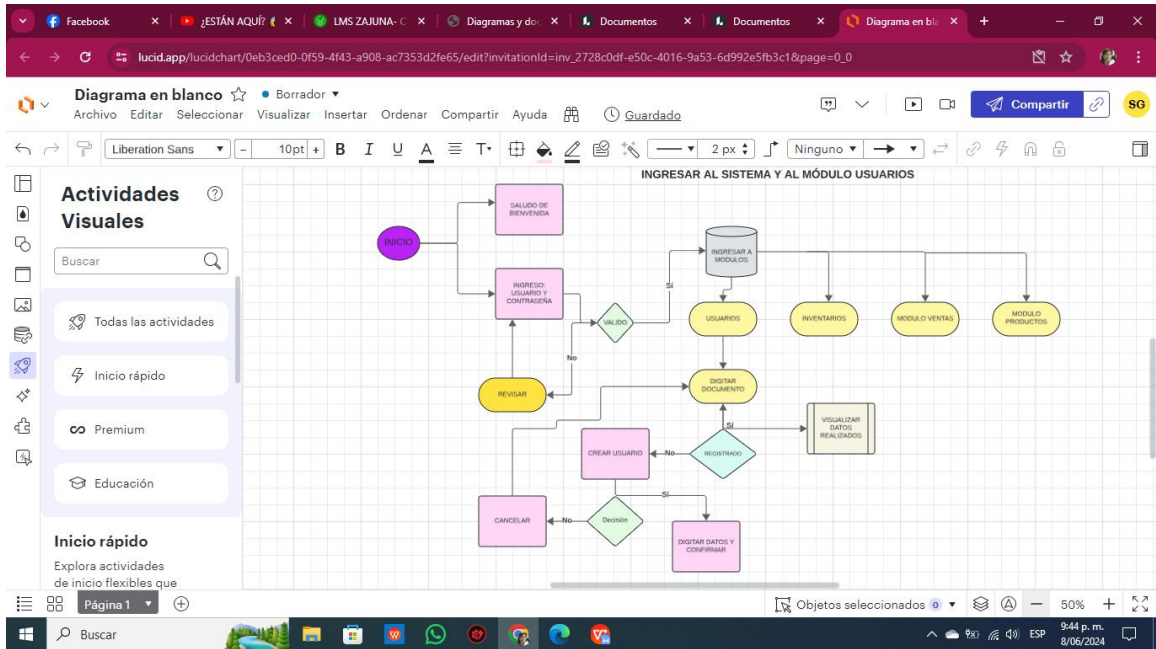 Facebook
¿ESTÁN AQUÍ?
LMS ZAJUNA- C
Diagramas y do
Documentos
Documentos
Diagrama en bla
lucid.app/lucidchart/0eb3ced0-0f59-4f43-a908-ac7353d2fe65/edit?invitationId=inv_2728c0df-e50c-4016-9a53-6d992e5fb3c1&page=0_0
Diagrama en blanco
Borrador
Archivo Editar Seleccionar Visualizar Insertar Ordenar Compartir Ayuda
Guardado
Compartir
SG
Liberation Sans
- 10pt +
B I U A
T
2 px
Ninguno
Actividades
Visuales
Buscar
Todas las actividades
Inicio rápido
Premium
Educación
Inicio rápido
Explora actividades
de inicio flexibles que
INGRESAR AL SISTEMA Y AL MÓDULO USUARIOS
SALUDO DE
BIENVENIDA
INICIO
INGRESAR A
MODULOS
INGRESO:
USUARIO Y
CONTRASEÑA
Sí
VALIDO
USUARIOS
INVENTARIOS
MODULO VENTAS
MODULO
PRODUCTOS
No
REVISAR
DIGITAR
DOCUMENTO
VISUALIZAR
DATOS
REALIZADOS
Sí
CREAR USUARIO
No
REGISTRADO
Sí
CANCELAR
No
Decisión
DIGITAR DATOS Y
CONFIRMAR
Página 1
Objetos seleccionados 0
50%
Buscar
ESP
9:44 p. m.
8/06/2024